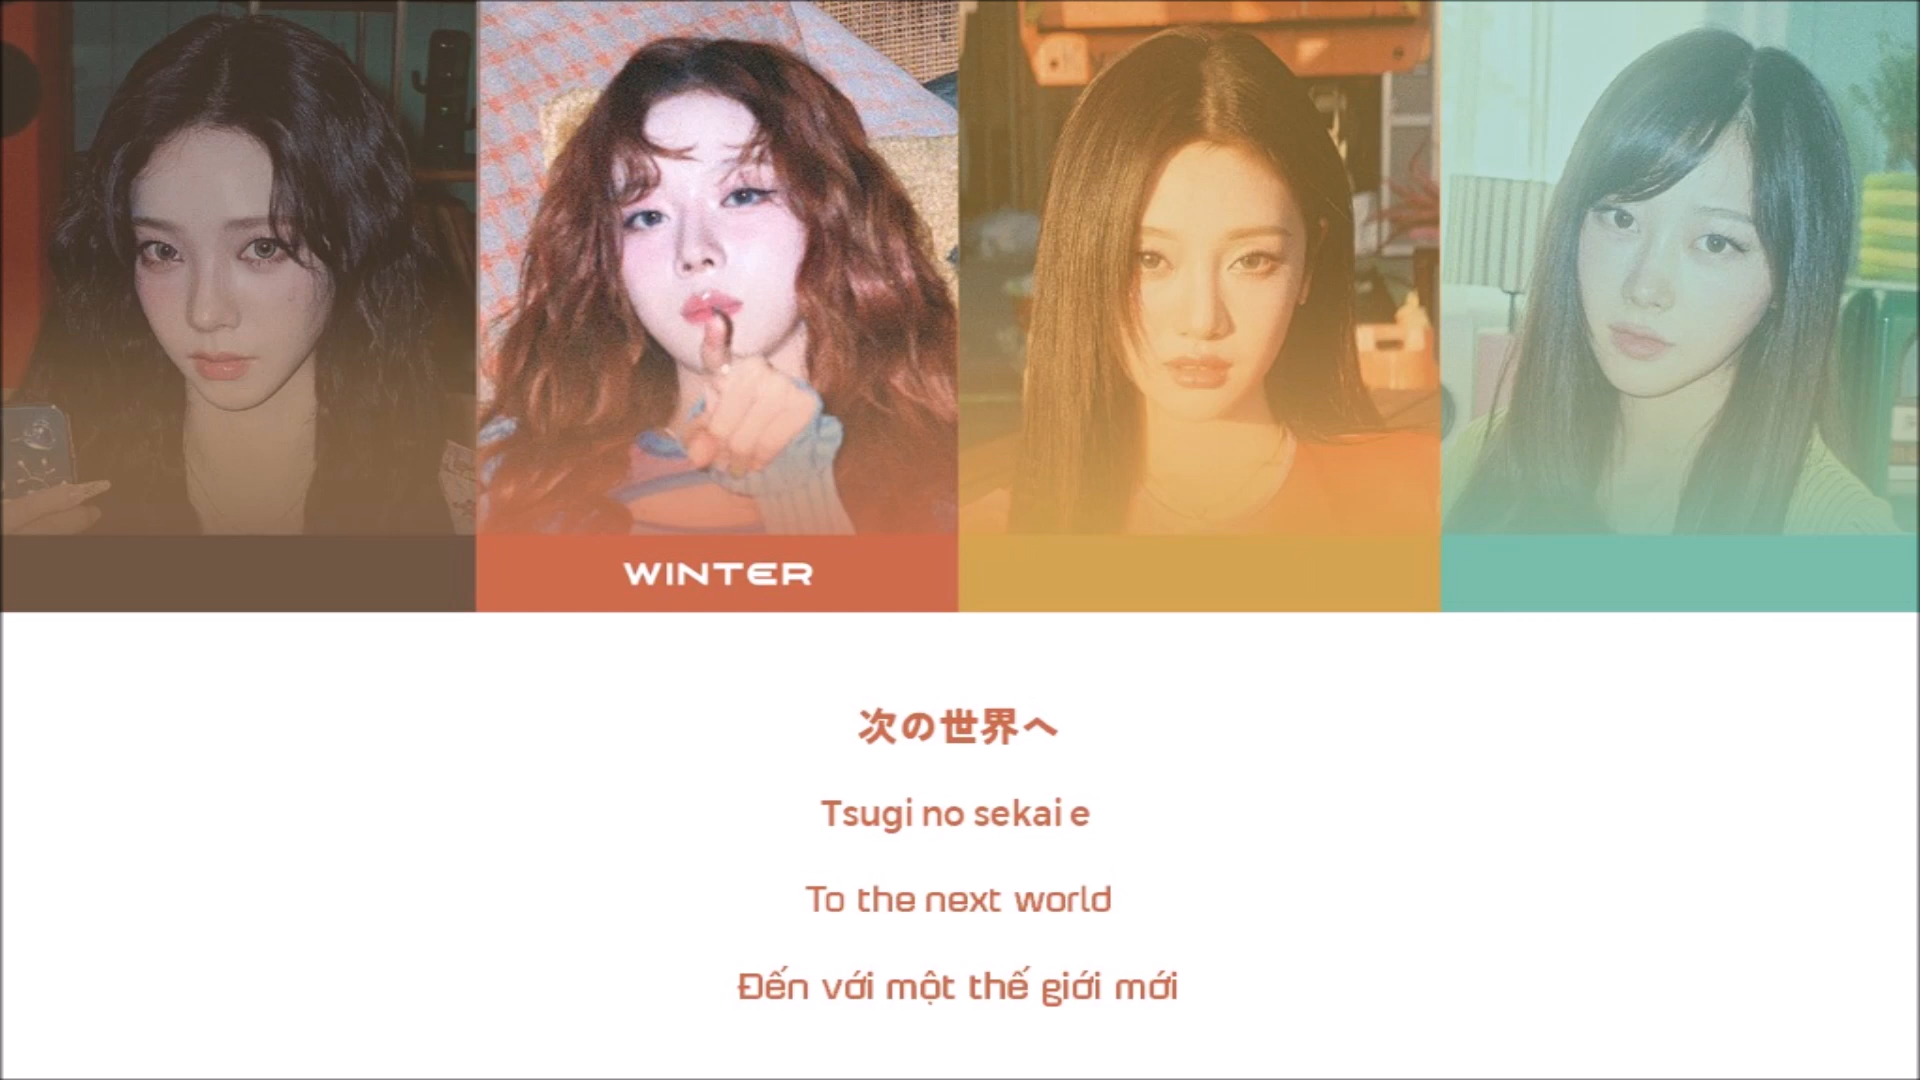 WINTER
次の世界へ
Tsugi no sekai e
To the next world
Đến với một thế giới mới